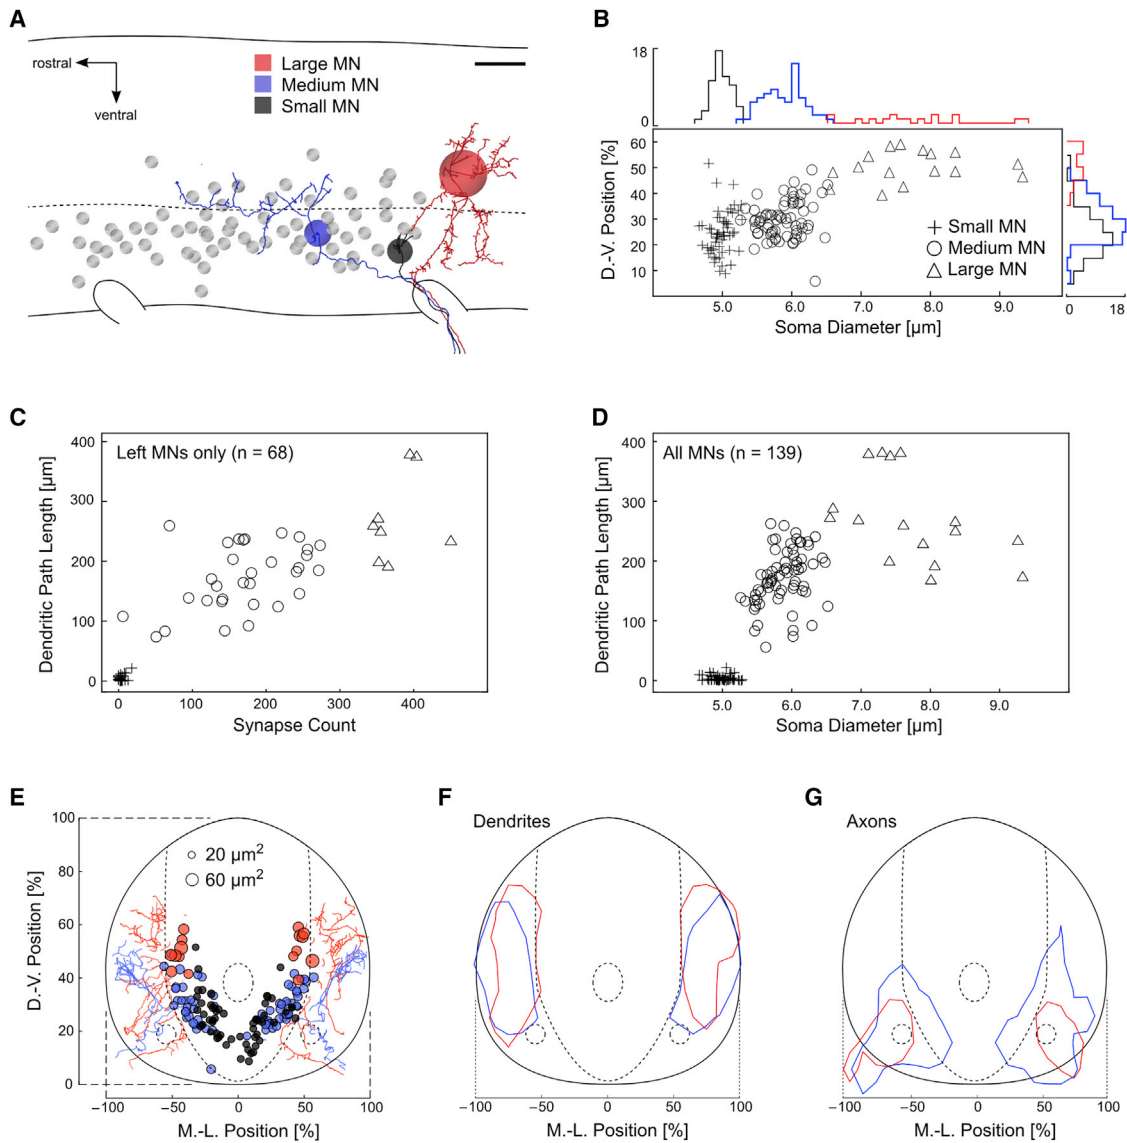 A
rostral
ventral
Large MN
Medium MN
Small MN
B
18
0
D.-V. Position [%]
60
50
40
30
20
10
Small MN
Medium MN
Large MN
5.0 6.0 7.0 8.0 9.0
Soma Diameter [µm]
0 18
C
Left MNs only (n = 68)
Dendritic Path Length [µm]
400
300
200
100
0
0 100 200 300 400
Synapse Count
D
All MNs (n = 139)
Dendritic Path Length [µm]
400
300
200
100
0
5.0 6.0 7.0 8.0 9.0
Soma Diameter [µm]
E
D.-V. Position [%]
100
80
60
40
20
0
20 µm²
60 µm²
−100 −50 0 50 100
M.-L. Position [%]
F
Dendrites
−100 −50 0 50 100
M.-L. Position [%]
G
Axons
−100 −50 0 50 100
M.-L. Position [%]